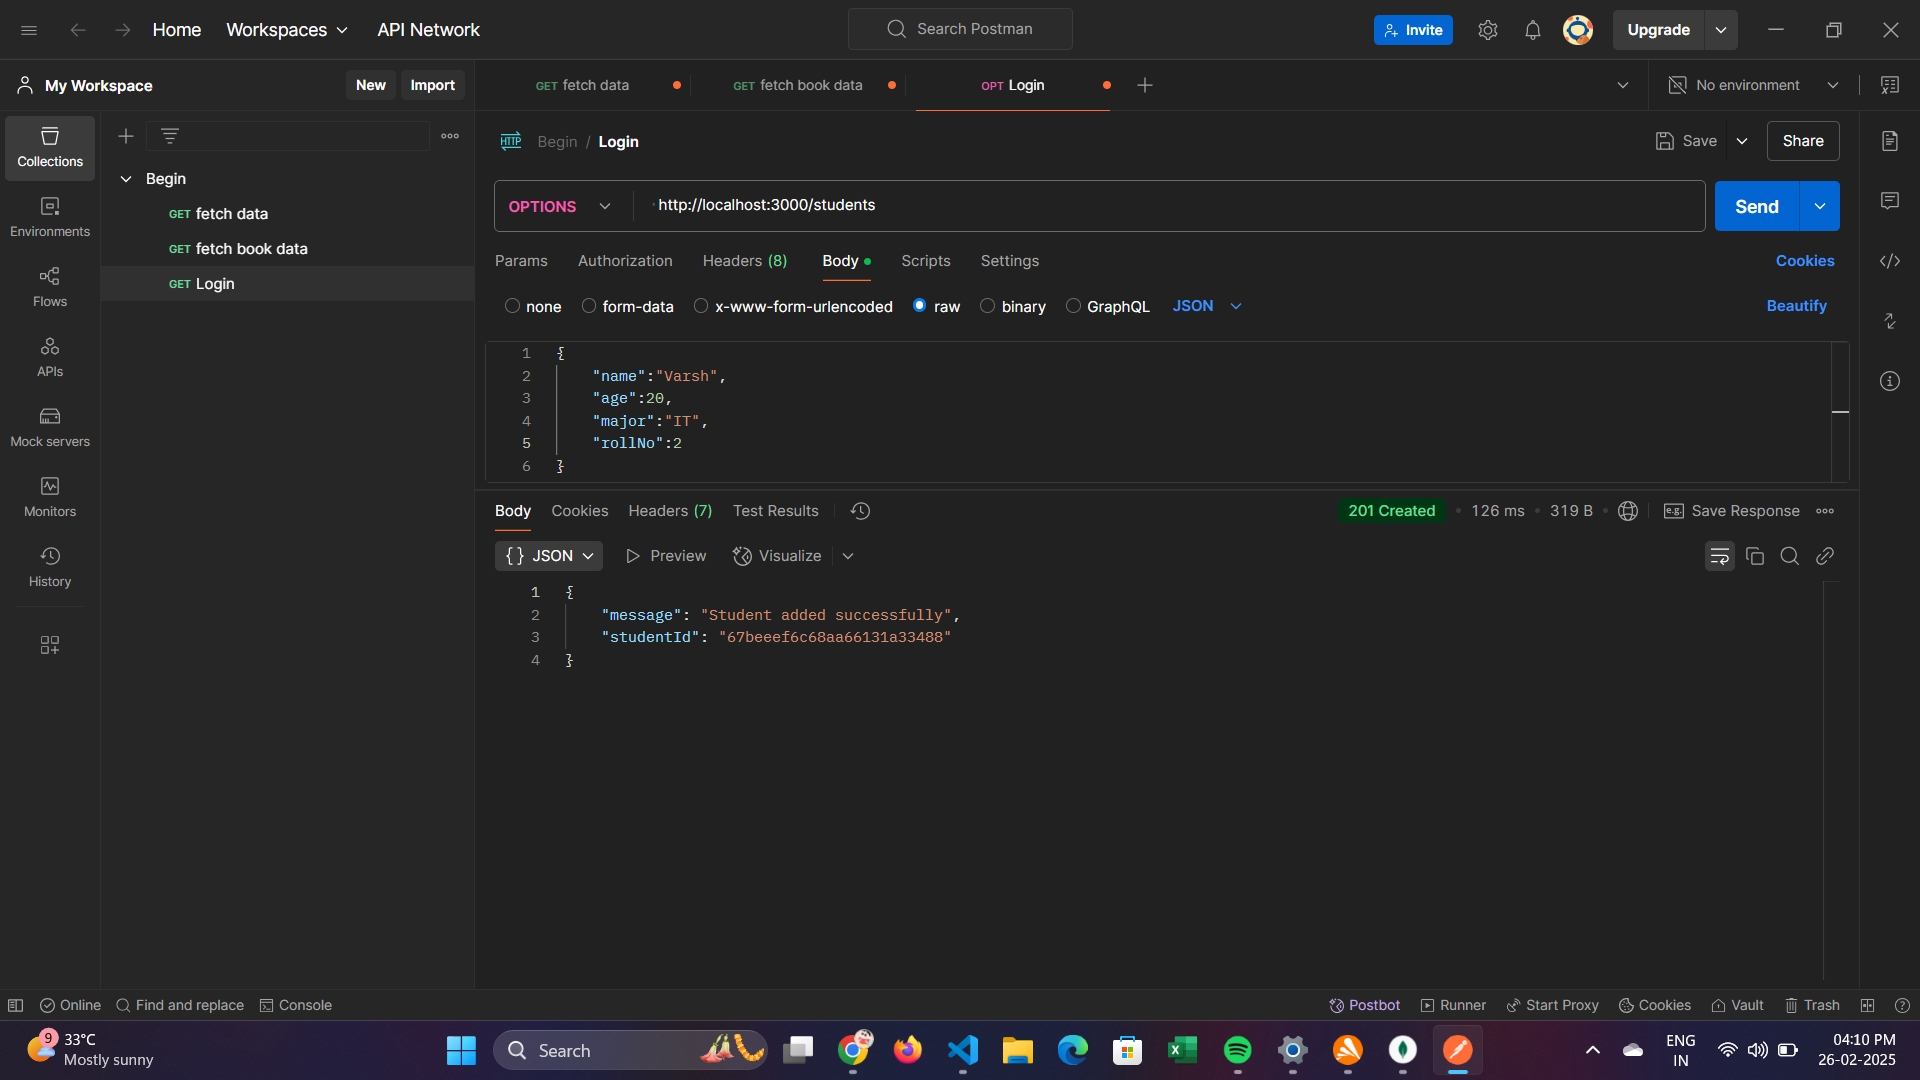 Home
Workspaces
API Network
Search Postman
Invite
Upgrade
My Workspace
New
Import
GET fetch data
GET fetch book data
OPT Login
No environment
Collections
Environments
Flows
APIs
Mock servers
Monitors
History
Begin
GET fetch data
GET fetch book data
GET Login
HTTP Begin / Login
Save
Share
OPTIONS
http://localhost:3000/students
Send
Params
Authorization
Headers (8)
Body
Scripts
Settings
Cookies
none
form-data
x-www-form-urlencoded
raw
binary
GraphQL
JSON
Beautify
1 {
2 "name":"Varsh",
3 "age":20,
4 "major":"IT",
5 "rollNo":2
6 }
Body
Cookies
Headers (7)
Test Results
201 Created
126 ms
319 B
e.g. Save Response
{} JSON
Preview
Visualize
1 {
2 "message": "Student added successfully",
3 "studentId": "67beeef6c68aa66131a33488"
4 }
Online
Find and replace
Console
Postbot
Runner
Start Proxy
Cookies
Vault
Trash
9
33°C
Mostly sunny
Search
ENG
IN
04:10 PM
26-02-2025